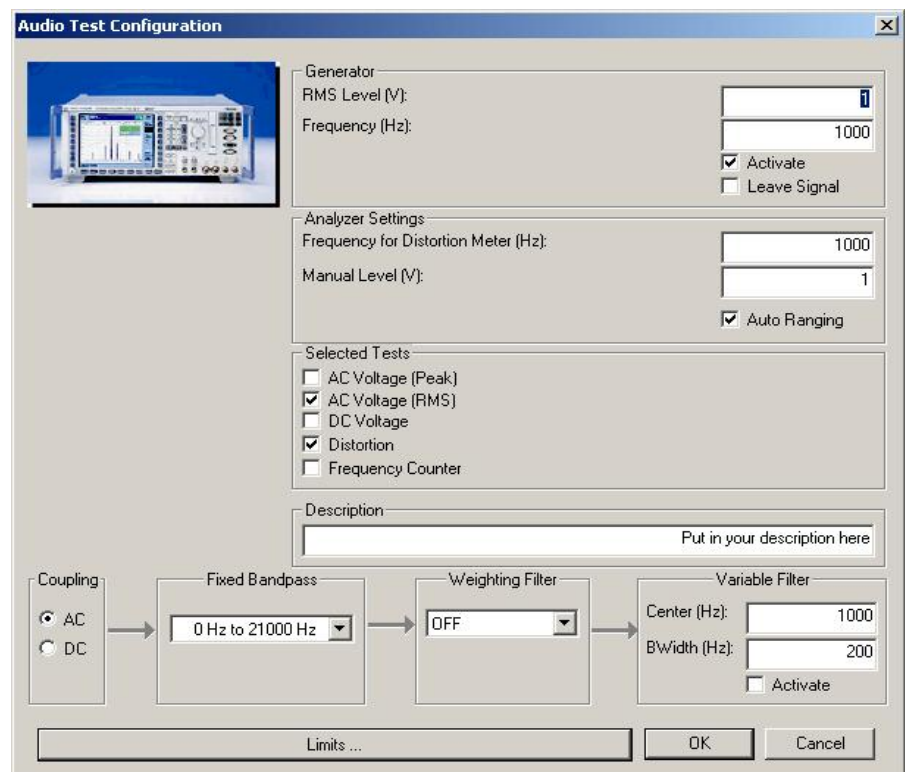 Audio Test Configuration
Generator
RMS Level (V):
1
Frequency (Hz):
1000
Activate
Leave Signal
Analyzer Settings
Frequency for Distortion Meter (Hz):
1000
Manual Level (V):
1
Auto Ranging
Selected Tests
AC Voltage (Peak)
AC Voltage (RMS)
DC Voltage
Distortion
Frequency Counter
Description
Put in your description here
Coupling
AC
DC
Fixed Bandpass
0 Hz to 21000 Hz
Weighting Filter
OFF
Variable Filter
Center (Hz):
1000
BWidth (Hz):
200
Activate
Limits ...
OK
Cancel